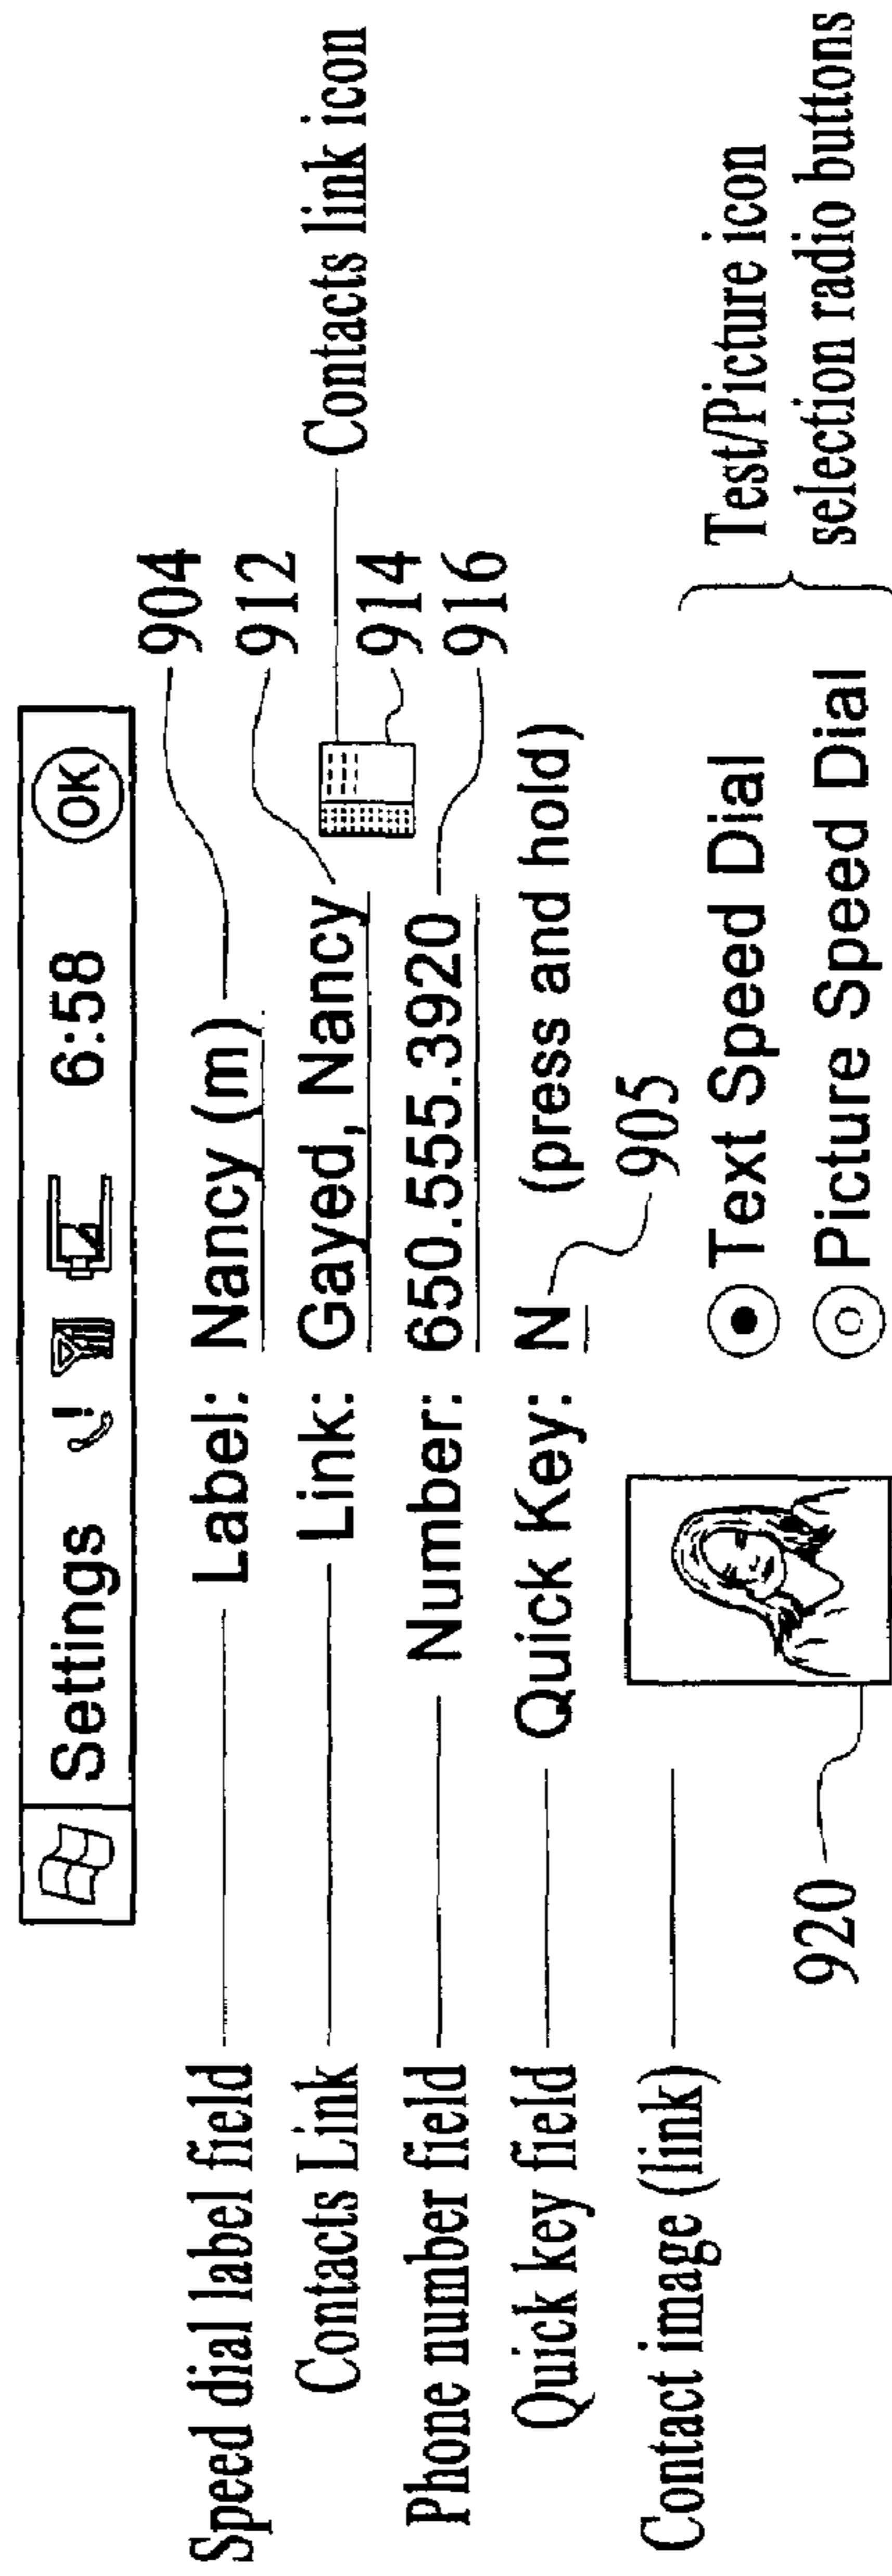 Settings 6:58 OK
904
Speed dial label field Label: Nancy (m)
912
Contacts Link Link: Gayed, Nancy
Contacts link icon
914
916
Phone number field Number: 650.555.3920
Quick key field Quick Key: N (press and hold)
905
Contact image (link)
Text Speed Dial
Picture Speed Dial
Test/Picture icon
selection radio buttons
920